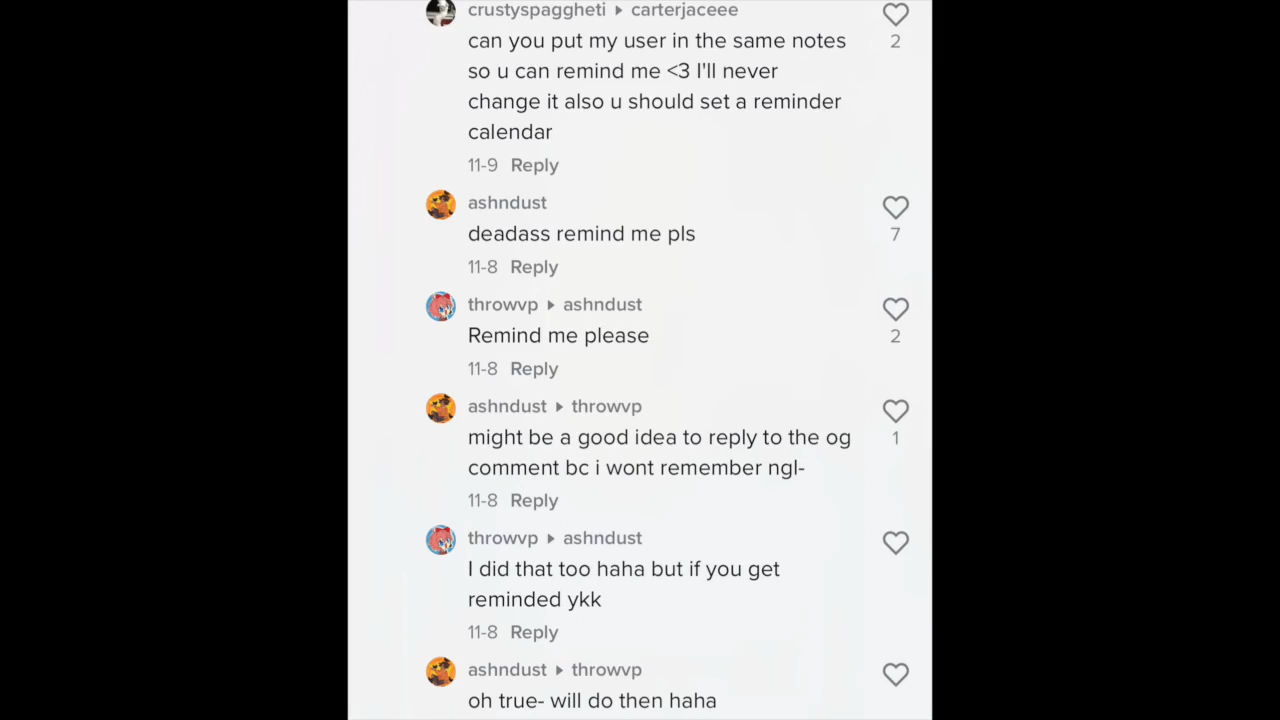 crustyspaggheti ▸ carterjaceee
can you put my user in the same notes
so u can remind me <3 I'll never
change it also u should set a reminder
calendar
2
11-9 Reply
ashndust
deadass remind me pls
7
11-8 Reply
throwvp ▸ ashndust
Remind me please
2
11-8 Reply
ashndust ▸ throwvp
might be a good idea to reply to the og
comment bc i wont remember ngl-
1
11-8 Reply
throwvp ▸ ashndust
I did that too haha but if you get
reminded ykk
11-8 Reply
ashndust ▸ throwvp
oh true- will do then haha